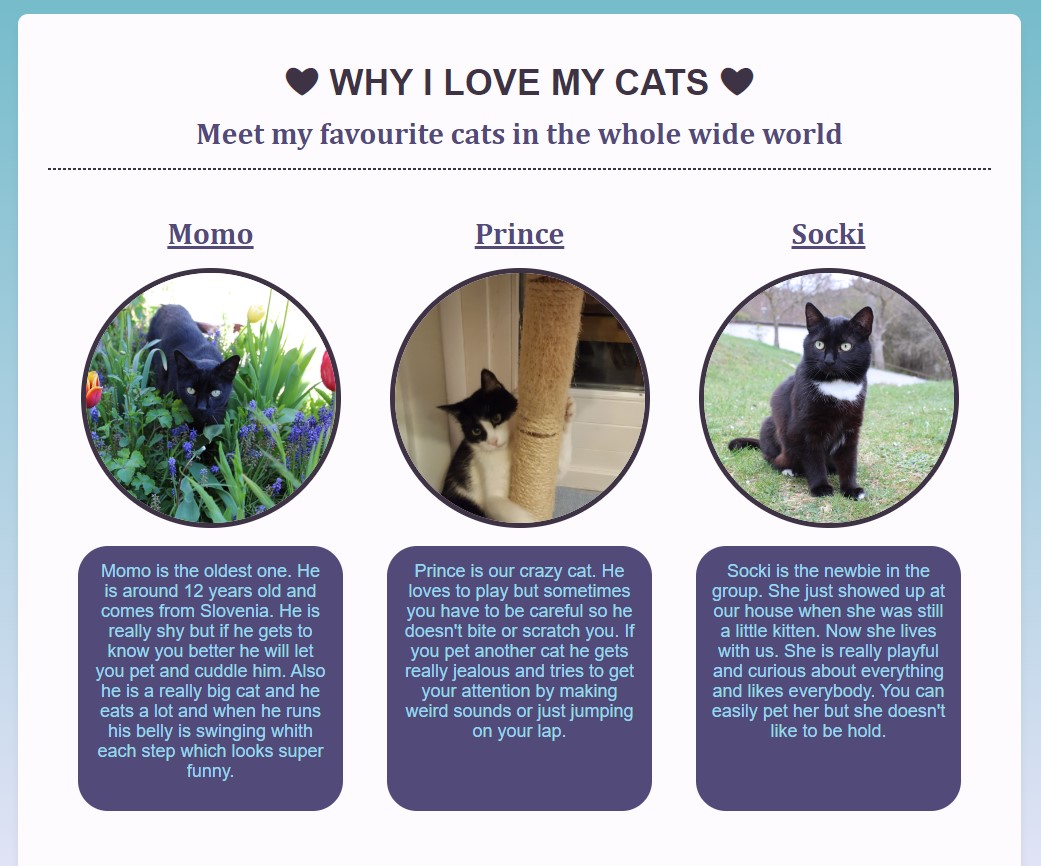 ♥ WHY I LOVE MY CATS ♥
Meet my favourite cats in the whole wide world
Momo
Prince
Socki
Momo is the oldest one. He
is around 12 years old and
comes from Slovenia. He is
really shy but if he gets to
know you better he will let
you pet and cuddle him. Also
he is a really big cat and he
eats a lot and when he runs
his belly is swinging whith
each step which looks super
funny.
Prince is our crazy cat. He
loves to play but sometimes
you have to be careful so he
doesn't bite or scratch you. If
you pet another cat he gets
really jealous and tries to get
your attention by making
weird sounds or just jumping
on your lap.
Socki is the newbie in the
group. She just showed up at
our house when she was still
a little kitten. Now she lives
with us. She is really playful
and curious about everything
and likes everybody. You can
easily pet her but she doesn't
like to be hold.